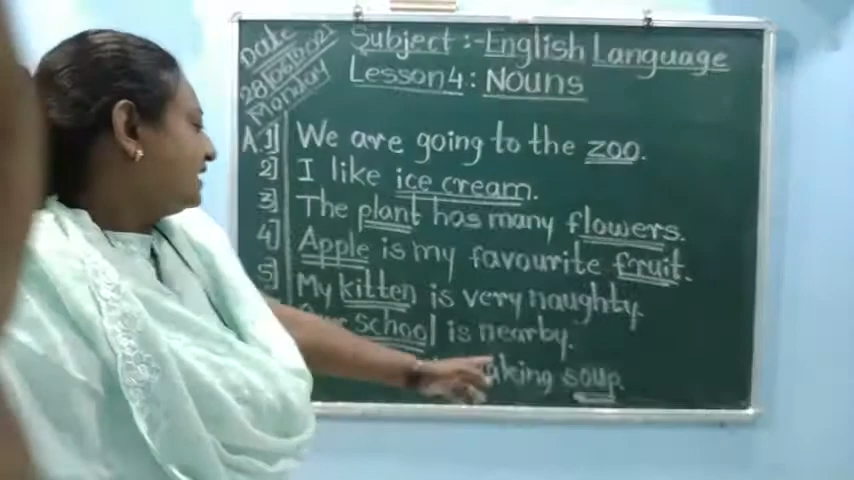 Date
28/06/2021
Monday
Subject :- English Language
Lesson 4 : Nouns
A. 1] We are going to the zoo.
2] I like ice cream.
3] The plant has many flowers.
4] Apple is my favourite fruit.
5] My kitten is very naughty.
school is nearby.
soup.